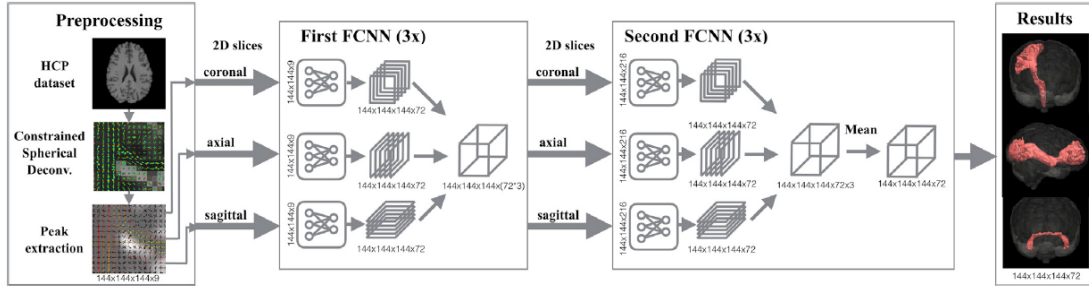 Preprocessing
HCP
dataset
Constrained
Spherical
Deconv.
Peak
extraction
144x144x144x9
2D slices
coronal
axial
sagittal
First FCNN (3x)
144x144x9
144x144x144x72
144x144x9
144x144x144x72
144x144x9
144x144x144x72
144x144x144x(72*3)
2D slices
coronal
axial
sagittal
Second FCNN (3x)
144x144x216
144x144x144x72
144x144x216
144x144x144x72
144x144x216
144x144x144x72
144x144x144x72x3
Mean
144x144x144x72
Results
144x144x144x72